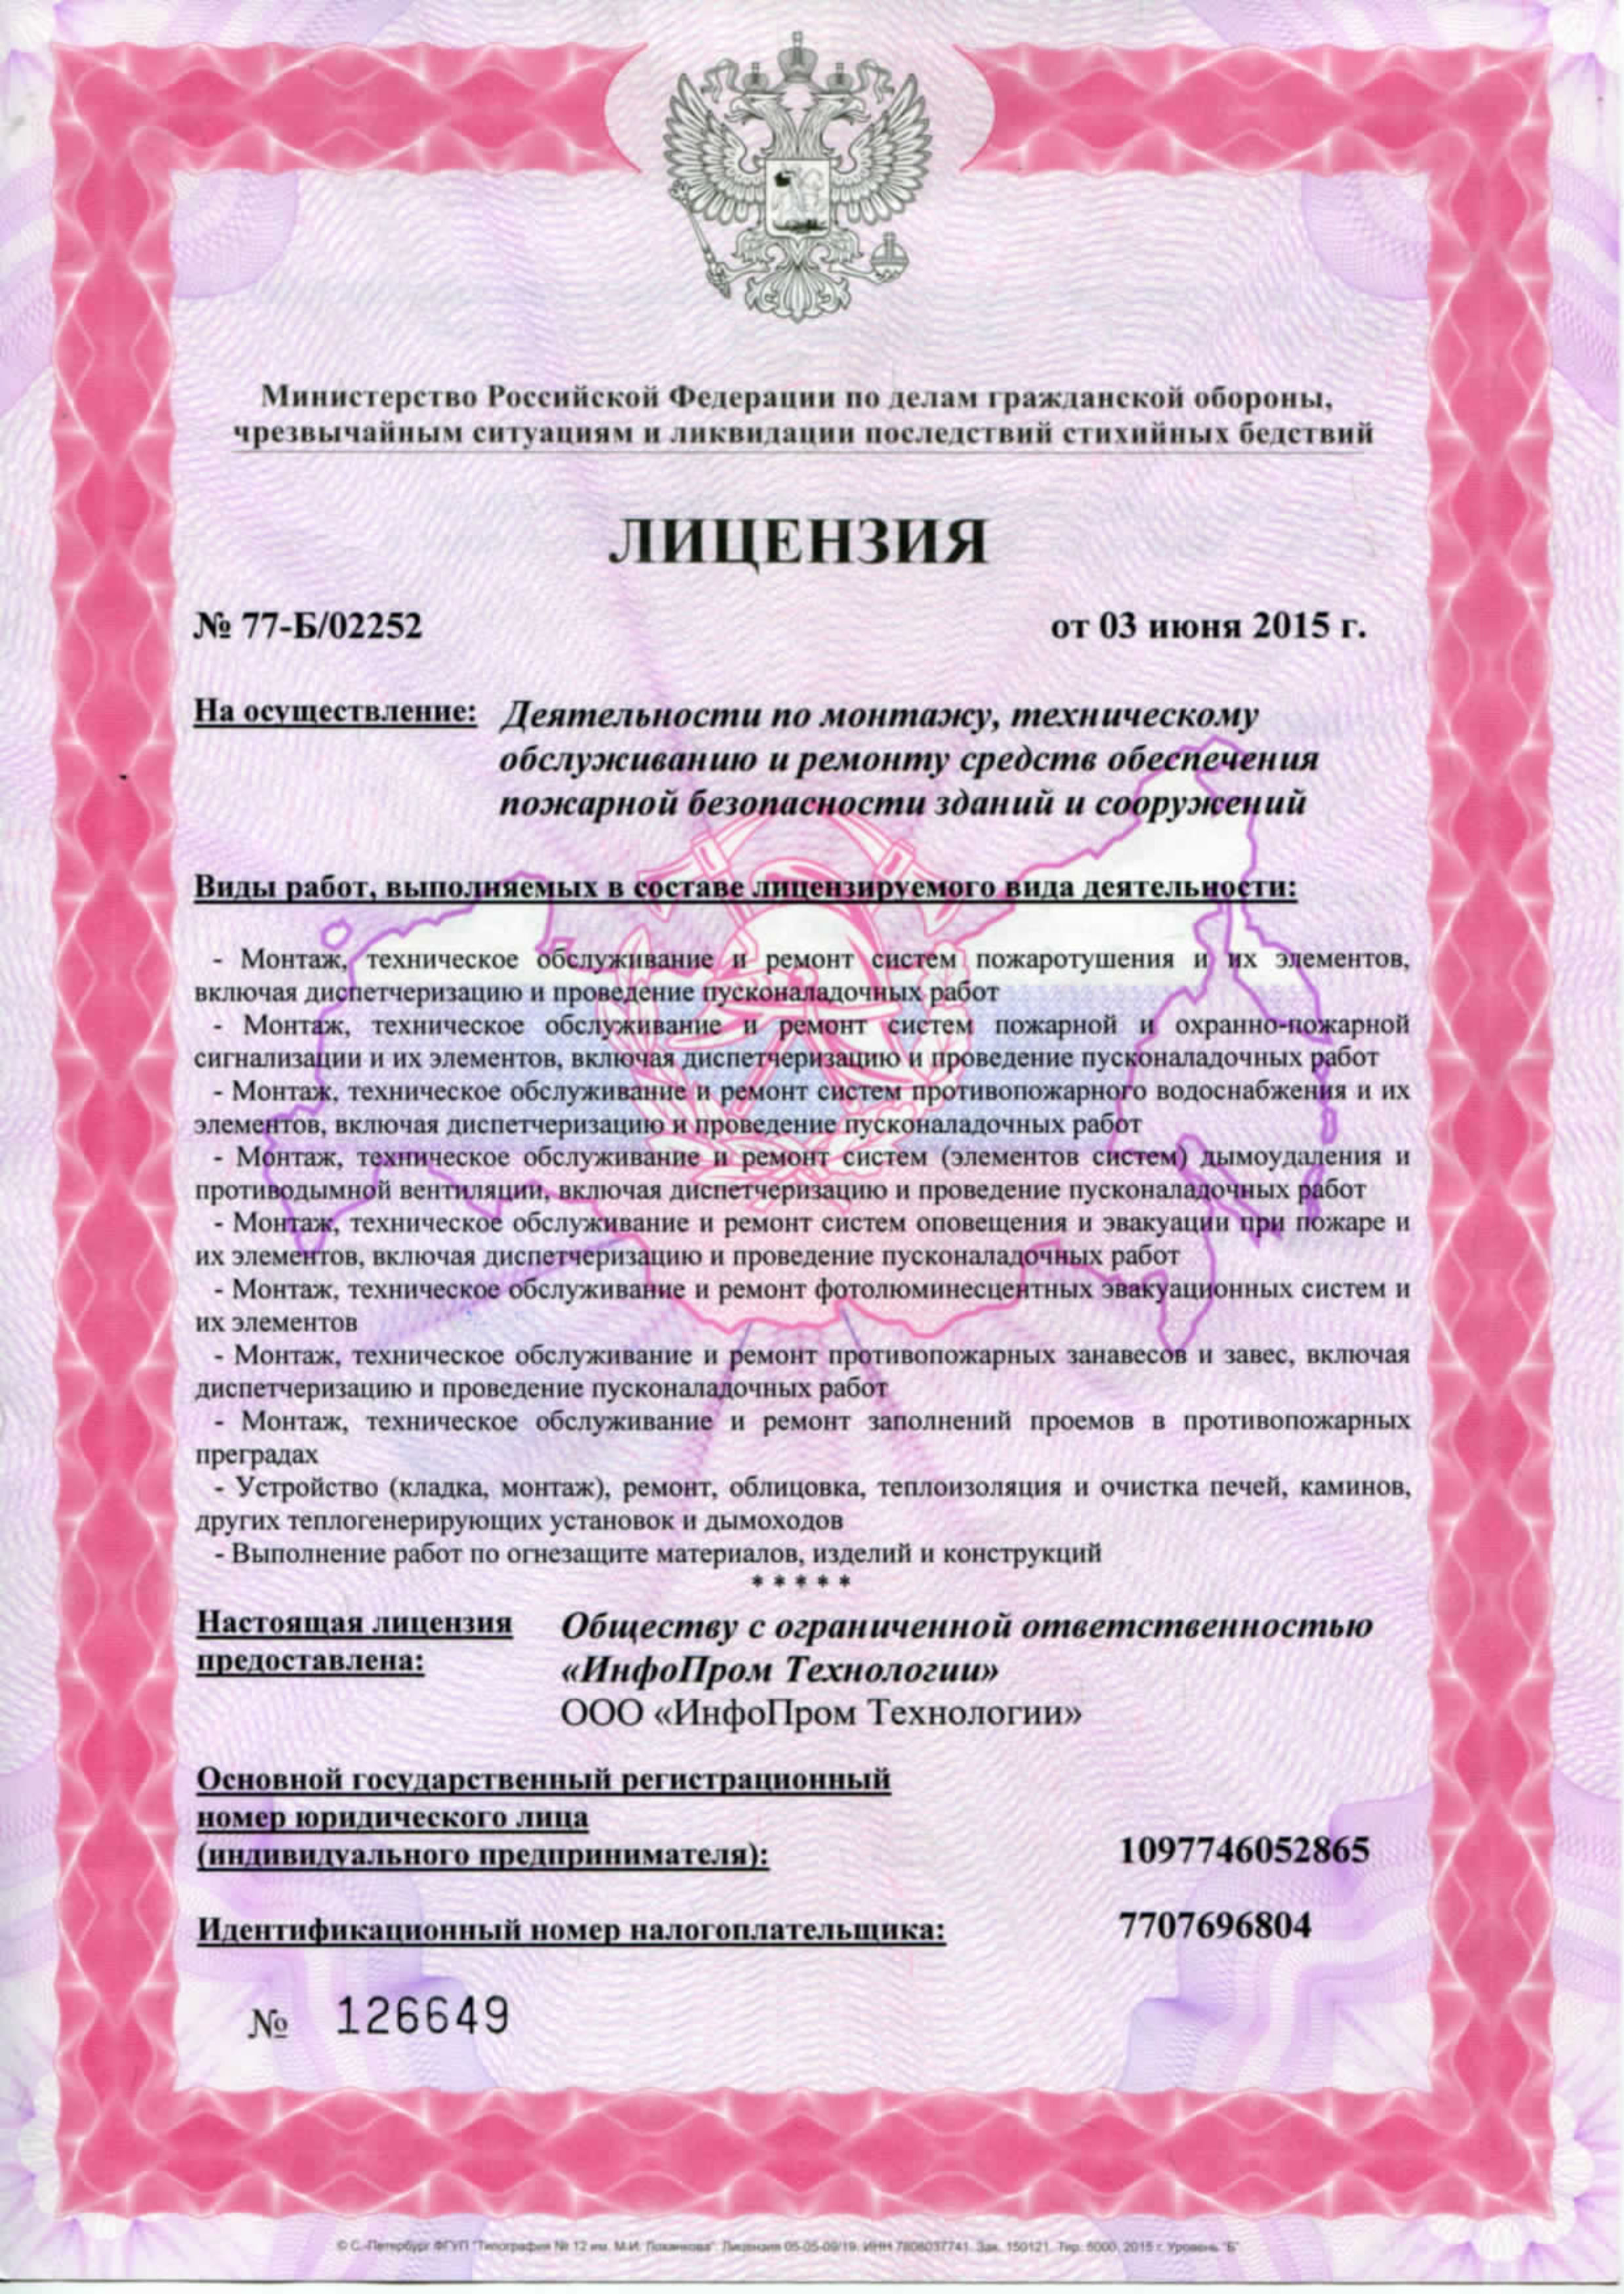 Министерство Российской Федерации по делам гражданской обороны,
чрезвычайным ситуациям и ликвидации последствий стихийных бедствий
ЛИЦЕНЗИЯ
№ 77-Б/02252 от 03 июня 2015 г.
На осуществление: Деятельности по монтажу, техническому
обслуживанию и ремонту средств обеспечения
пожарной безопасности зданий и сооружений
Виды работ, выполняемых в составе лицензируемого вида деятельности:
- Монтаж, техническое обслуживание и ремонт систем пожаротушения и их элементов,
включая диспетчеризацию и проведение пусконаладочных работ
- Монтаж, техническое обслуживание и ремонт систем пожарной и охранно-пожарной
сигнализации и их элементов, включая диспетчеризацию и проведение пусконаладочных работ
- Монтаж, техническое обслуживание и ремонт систем противопожарного водоснабжения и их
элементов, включая диспетчеризацию и проведение пусконаладочных работ
- Монтаж, техническое обслуживание и ремонт систем (элементов систем) дымоудаления и
противодымной вентиляции, включая диспетчеризацию и проведение пусконаладочных работ
- Монтаж, техническое обслуживание и ремонт систем оповещения и эвакуации при пожаре и
их элементов, включая диспетчеризацию и проведение пусконаладочных работ
- Монтаж, техническое обслуживание и ремонт фотолюминесцентных эвакуационных систем и
их элементов
- Монтаж, техническое обслуживание и ремонт противопожарных занавесов и завес, включая
диспетчеризацию и проведение пусконаладочных работ
- Монтаж, техническое обслуживание и ремонт заполнений проемов в противопожарных
преградах
- Устройство (кладка, монтаж), ремонт, облицовка, теплоизоляция и очистка печей, каминов,
других теплогенерирующих установок и дымоходов
- Выполнение работ по огнезащите материалов, изделий и конструкций
* * * * *
Настоящая лицензия Обществу с ограниченной ответственностью
предоставлена: «ИнфоПром Технологии»
ООО «ИнфоПром Технологии»
Основной государственный регистрационный
номер юридического лица
(индивидуального предпринимателя): 1097746052865
Идентификационный номер налогоплательщика: 7707696804
№ 126649
© С.-Петербург ФГУП "Типография № 12 им. М.И. Лоханкова". Лицензия 05-05-09/19. ИНН 7806037741. Зак. 150121. Тир. 5000. 2015 г. Уровень "Б"